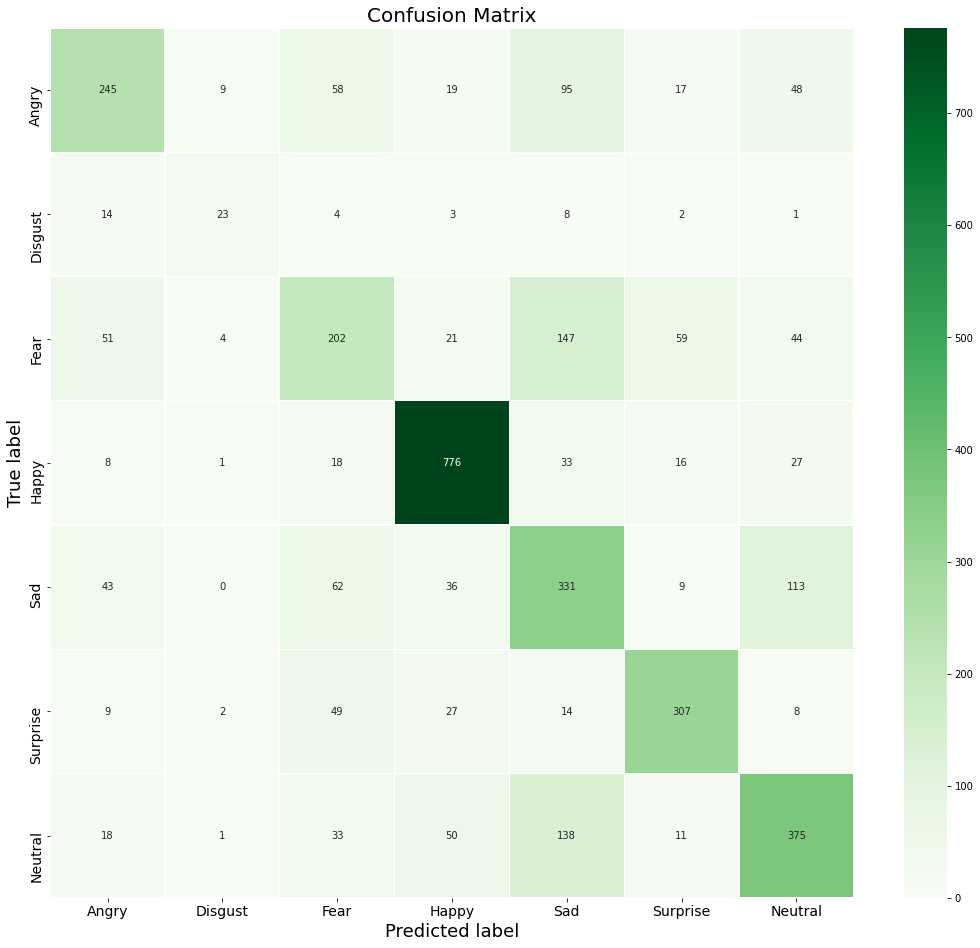 Confusion Matrix
True label
Angry 245 9 58 19 95 17 48
Disgust 14 23 4 3 8 2 1
Fear 51 4 202 21 147 59 44
Happy 8 1 18 776 33 16 27
Sad 43 0 62 36 331 9 113
Surprise 9 2 49 27 14 307 8
Neutral 18 1 33 50 138 11 375
Angry Disgust Fear Happy Sad Surprise Neutral
Predicted label
700
600
500
400
300
200
100
0